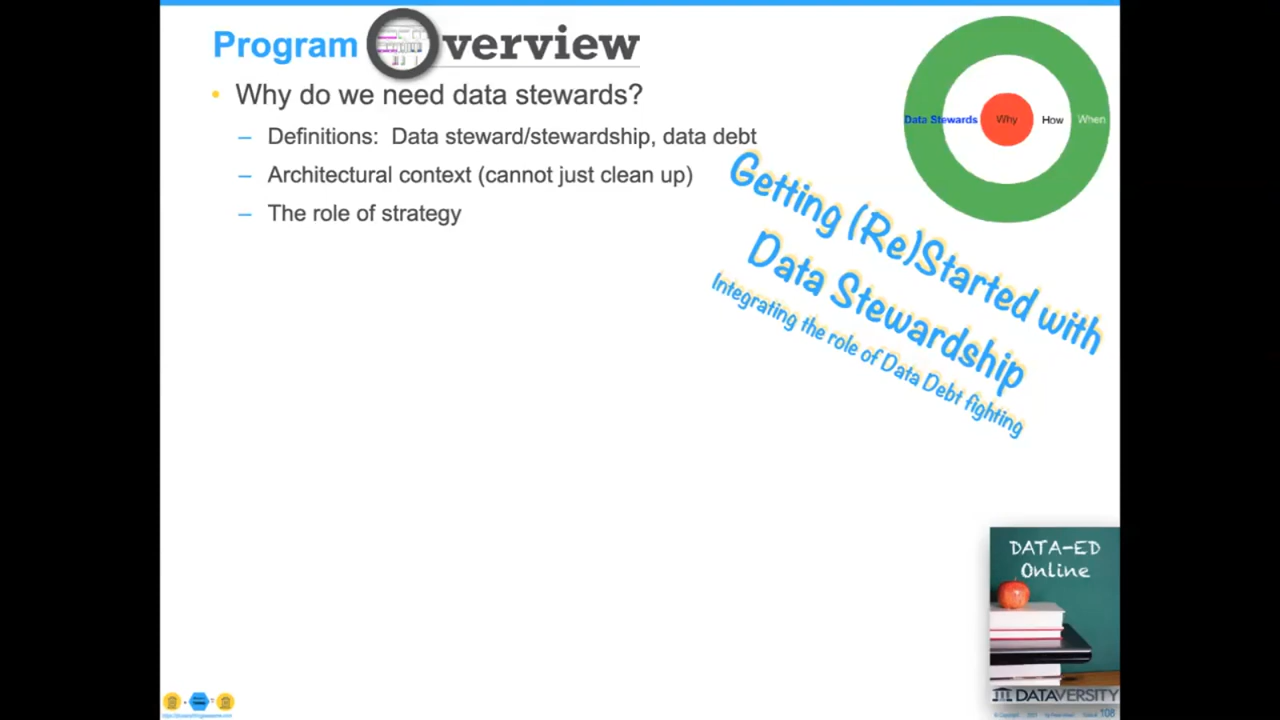 Program Overview
• Why do we need data stewards?
– Definitions: Data steward/stewardship, data debt
– Architectural context (cannot just clean up)
– The role of strategy
Data Stewards Why How When
Getting (Re)Started with
Data Stewardship
Integrating the role of Data Debt fighting
DATA-ED
Online
DATAVERSITY
108